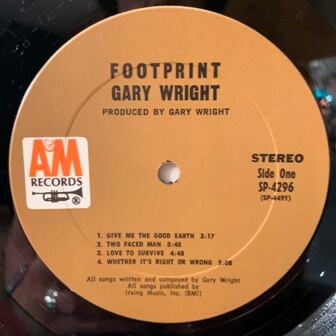 FOOTPRINT
GARY WRIGHT
PRODUCED BY GARY WRIGHT
A&M
RECORDS
®
STEREO
Side One
SP-4296
(SP-4491)
1. GIVE ME THE GOOD EARTH 3:17
2. TWO FACED MAN 3:40
3. LOVE TO SURVIVE 4:48
4. WHETHER IT'S RIGHT OR WRONG 5:08
All songs written and composed by Gary Wright
All songs published by
Irving Music, Inc. (BMI)